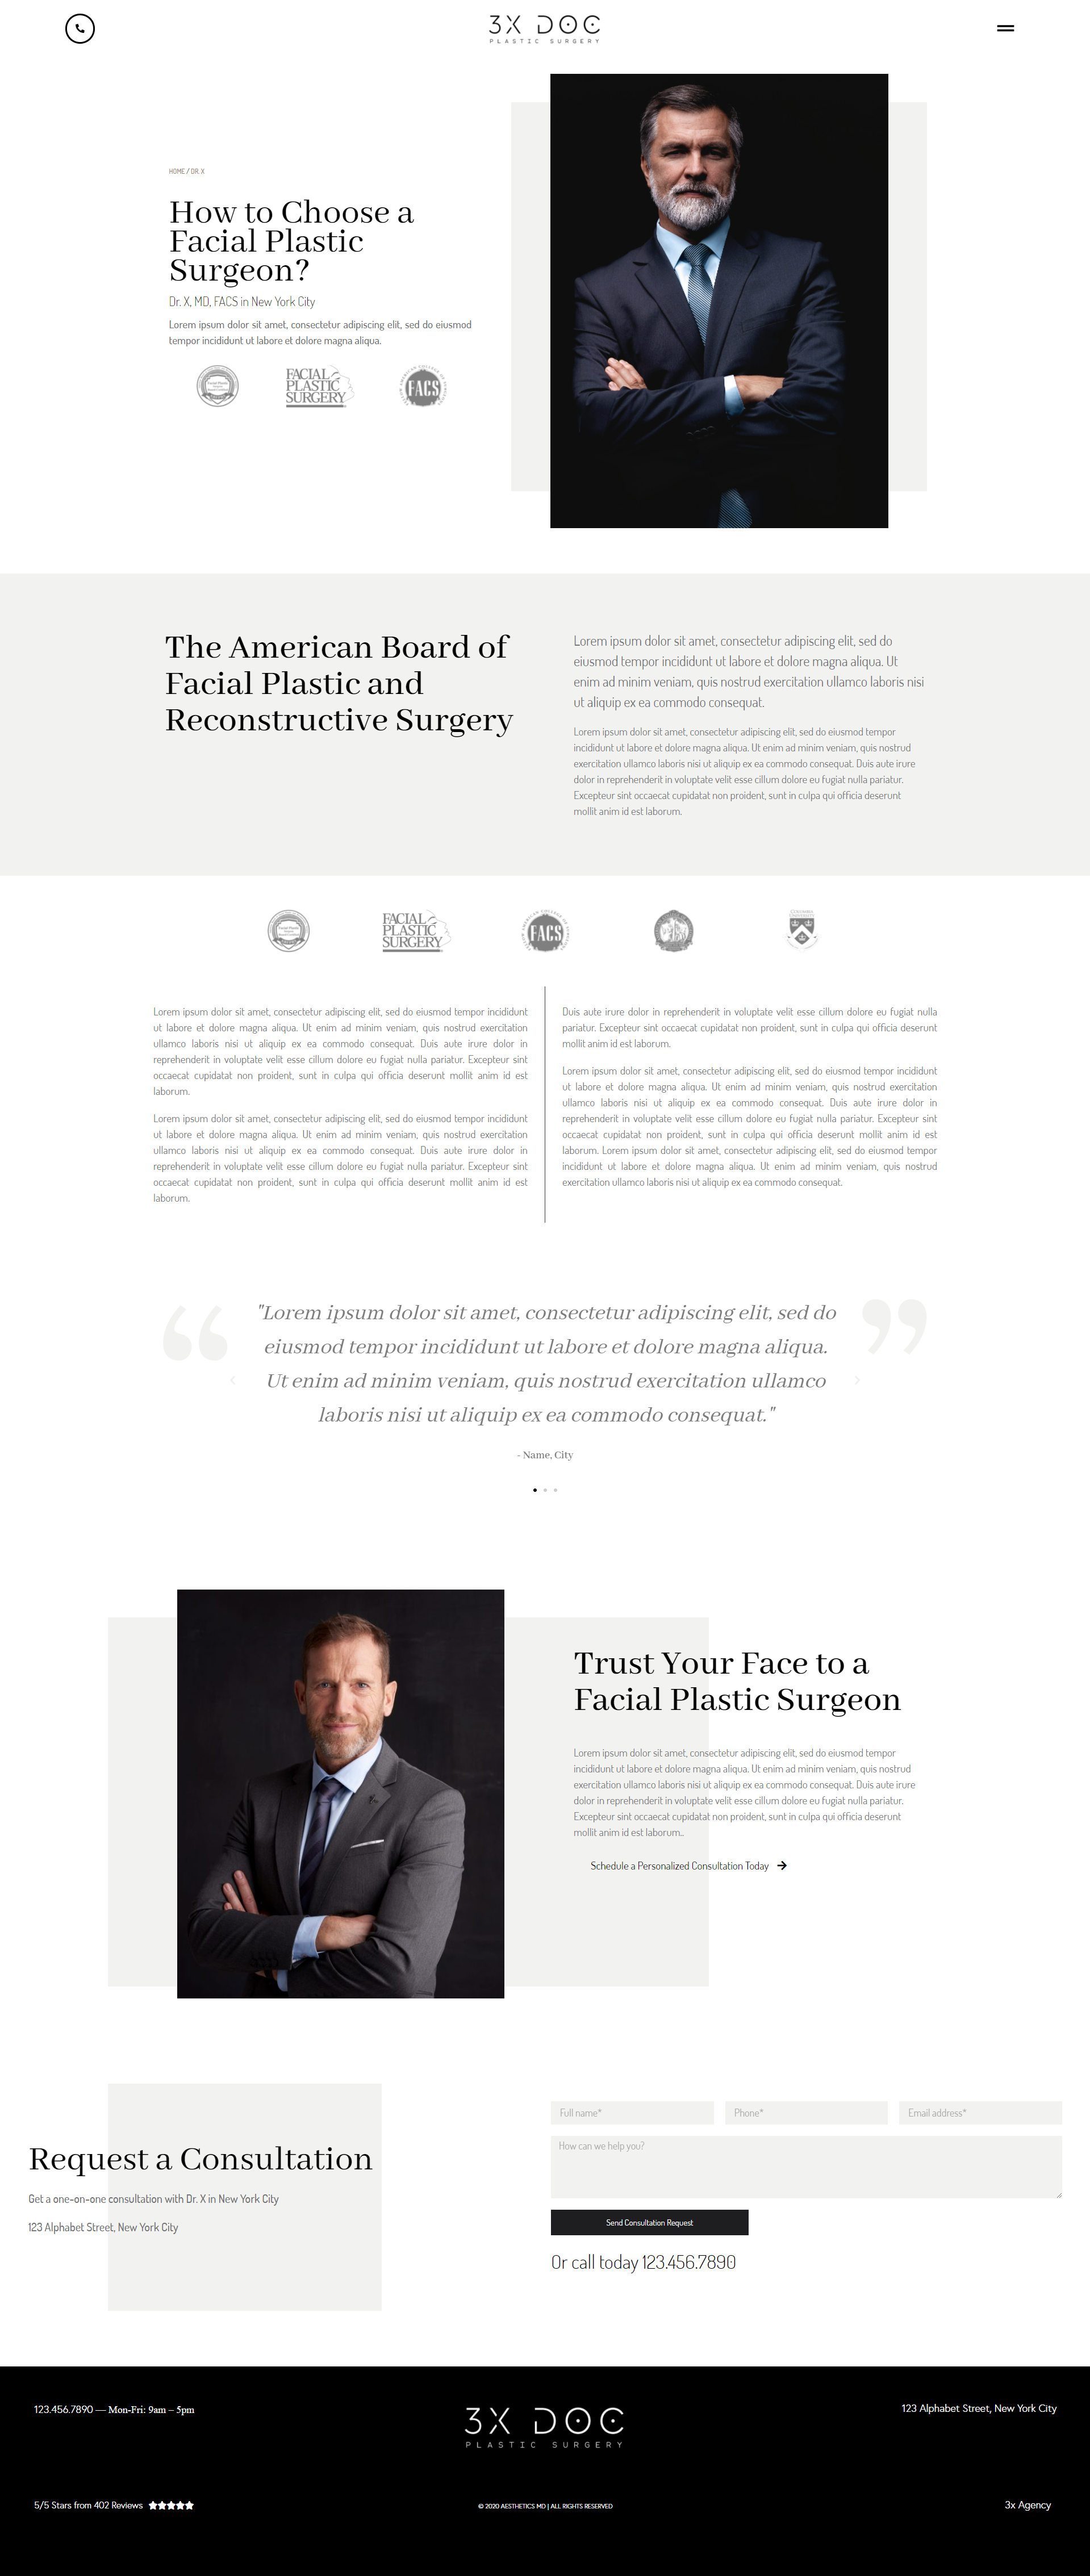 3X DOC
PLASTIC SURGERY
HOME / DR. X
How to Choose a
Facial Plastic
Surgeon?
Dr. X, MD, FACS in New York City
Lorem ipsum dolor sit amet, consectetur adipiscing elit, sed do eiusmod
tempor incididunt ut labore et dolore magna aliqua.
FACIAL
PLASTIC
SURGERY
FACS
The American Board of
Facial Plastic and
Reconstructive Surgery
Lorem ipsum dolor sit amet, consectetur adipiscing elit, sed do
eiusmod tempor incididunt ut labore et dolore magna aliqua. Ut
enim ad minim veniam, quis nostrud exercitation ullamco laboris nisi
ut aliquip ex ea commodo consequat.
Lorem ipsum dolor sit amet, consectetur adipiscing elit, sed do eiusmod tempor
incididunt ut labore et dolore magna aliqua. Ut enim ad minim veniam, quis nostrud
exercitation ullamco laboris nisi ut aliquip ex ea commodo consequat. Duis aute irure
dolor in reprehenderit in voluptate velit esse cillum dolore eu fugiat nulla pariatur.
Excepteur sint occaecat cupidatat non proident, sunt in culpa qui officia deserunt
mollit anim id est laborum.
FACIAL
PLASTIC
SURGERY
FACS
COLUMBIA
UNIVERSITY
Lorem ipsum dolor sit amet, consectetur adipiscing elit, sed do eiusmod tempor incididunt
ut labore et dolore magna aliqua. Ut enim ad minim veniam, quis nostrud exercitation
ullamco laboris nisi ut aliquip ex ea commodo consequat. Duis aute irure dolor in
reprehenderit in voluptate velit esse cillum dolore eu fugiat nulla pariatur. Excepteur sint
occaecat cupidatat non proident, sunt in culpa qui officia deserunt mollit anim id est
laborum.
Lorem ipsum dolor sit amet, consectetur adipiscing elit, sed do eiusmod tempor incididunt
ut labore et dolore magna aliqua. Ut enim ad minim veniam, quis nostrud exercitation
ullamco laboris nisi ut aliquip ex ea commodo consequat. Duis aute irure dolor in
reprehenderit in voluptate velit esse cillum dolore eu fugiat nulla pariatur. Excepteur sint
occaecat cupidatat non proident, sunt in culpa qui officia deserunt mollit anim id est
laborum.
Duis aute irure dolor in reprehenderit in voluptate velit esse cillum dolore eu fugiat nulla
pariatur. Excepteur sint occaecat cupidatat non proident, sunt in culpa qui officia deserunt
mollit anim id est laborum.
Lorem ipsum dolor sit amet, consectetur adipiscing elit, sed do eiusmod tempor incididunt
ut labore et dolore magna aliqua. Ut enim ad minim veniam, quis nostrud exercitation
ullamco laboris nisi ut aliquip ex ea commodo consequat. Duis aute irure dolor in
reprehenderit in voluptate velit esse cillum dolore eu fugiat nulla pariatur. Excepteur sint
occaecat cupidatat non proident, sunt in culpa qui officia deserunt mollit anim id est
laborum. Lorem ipsum dolor sit amet, consectetur adipiscing elit, sed do eiusmod tempor
incididunt ut labore et dolore magna aliqua. Ut enim ad minim veniam, quis nostrud
exercitation ullamco laboris nisi ut aliquip ex ea commodo consequat.
"Lorem ipsum dolor sit amet, consectetur adipiscing elit, sed do
eiusmod tempor incididunt ut labore et dolore magna aliqua.
Ut enim ad minim veniam, quis nostrud exercitation ullamco
laboris nisi ut aliquip ex ea commodo consequat."
- Name, City
Trust Your Face to a
Facial Plastic Surgeon
Lorem ipsum dolor sit amet, consectetur adipiscing elit, sed do eiusmod tempor
incididunt ut labore et dolore magna aliqua. Ut enim ad minim veniam, quis nostrud
exercitation ullamco laboris nisi ut aliquip ex ea commodo consequat. Duis aute irure
dolor in reprehenderit in voluptate velit esse cillum dolore eu fugiat nulla pariatur.
Excepteur sint occaecat cupidatat non proident, sunt in culpa qui officia deserunt
mollit anim id est laborum..
Schedule a Personalized Consultation Today
Request a Consultation
Get a one-on-one consultation with Dr. X in New York City
123 Alphabet Street, New York City
Full name*
Phone*
Email address*
How can we help you?
Send Consultation Request
Or call today 123.456.7890
123.456.7890 — Mon-Fri: 9am – 5pm
3X DOC
PLASTIC SURGERY
123 Alphabet Street, New York City
5/5 Stars from 402 Reviews
© 2020 AESTHETICS MD | ALL RIGHTS RESERVED
3x Agency